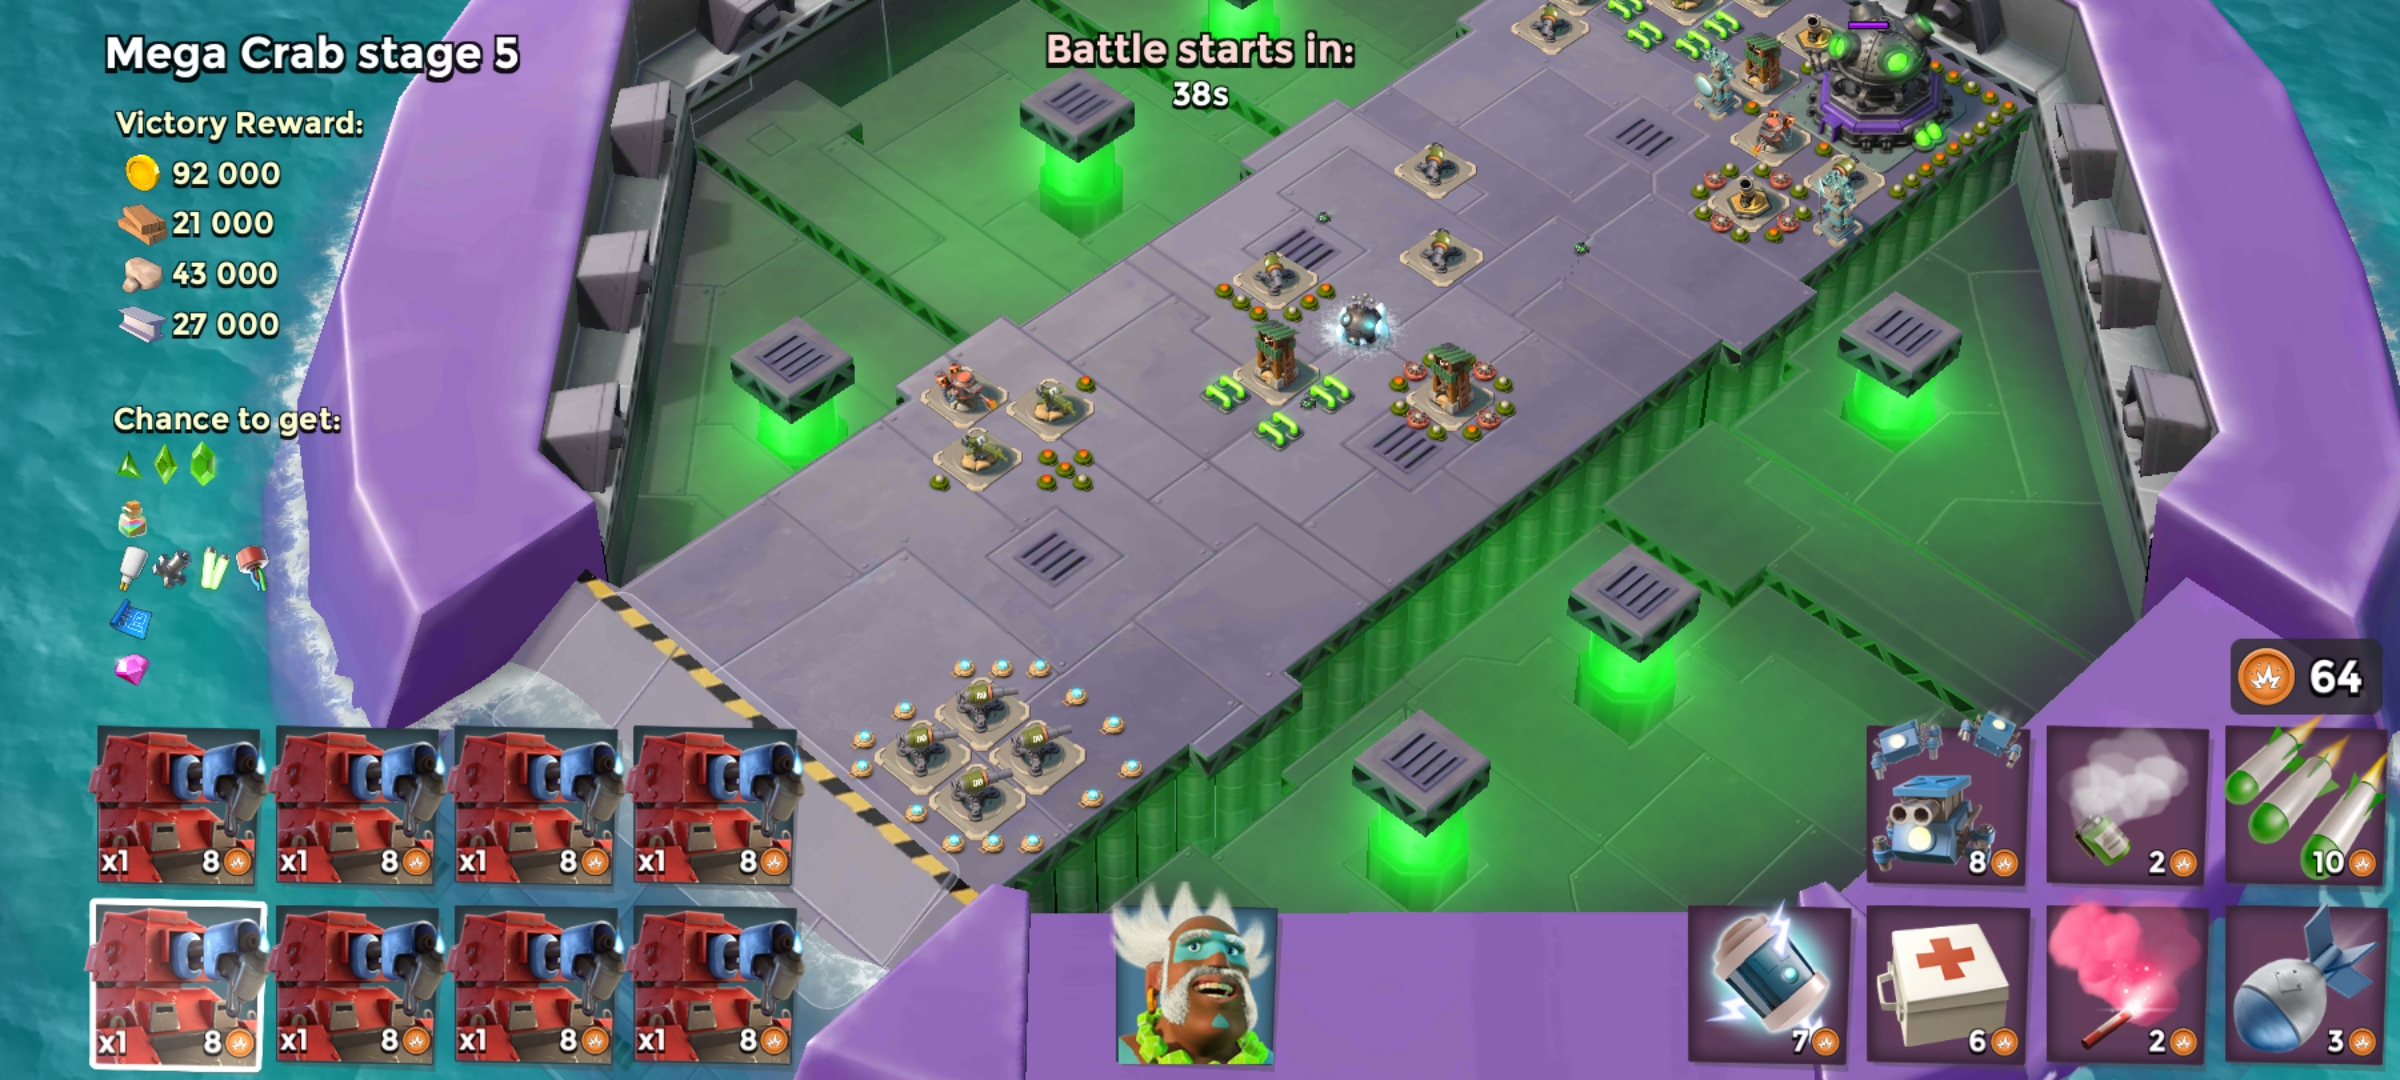 Mega Crab stage 5
Battle starts in:
38s
Victory Reward:
92 000
21 000
43 000
27 000
Chance to get:
64
x1 8
x1 8
x1 8
x1 8
8
2
10
x1 8
x1 8
x1 8
x1 8
7
6
2
3